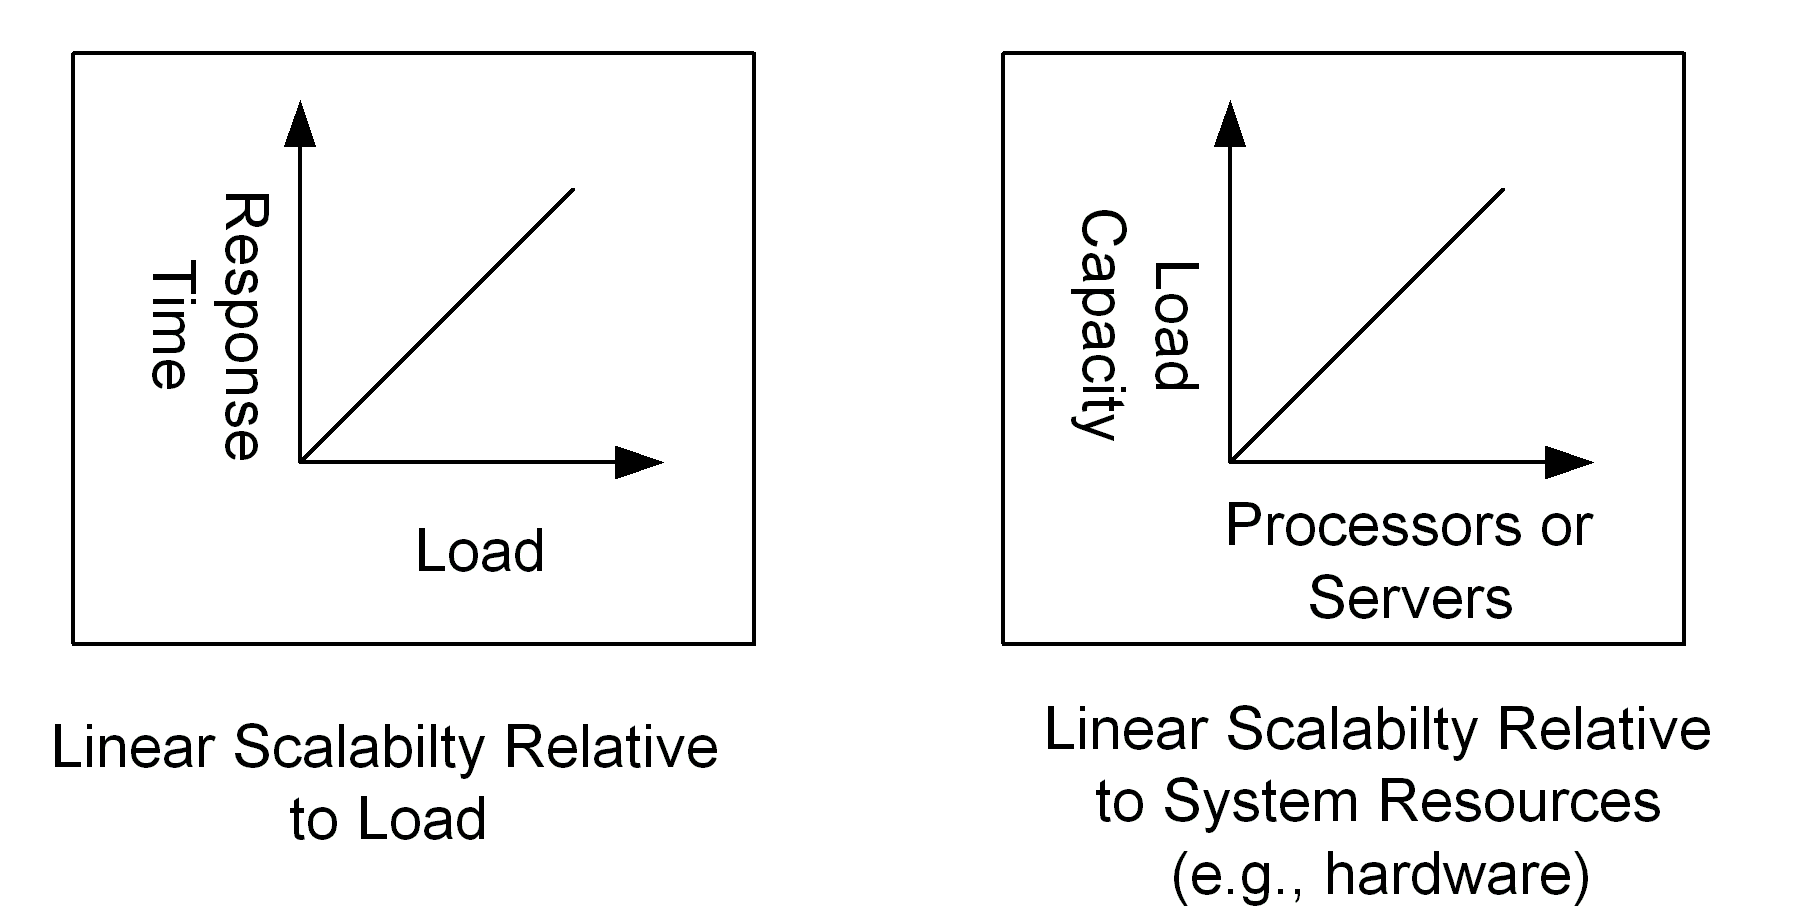 Response
Time
Load
Linear Scalabilty Relative
to Load
Load
Capacity
Processors or
Servers
Linear Scalabilty Relative
to System Resources
(e.g., hardware)